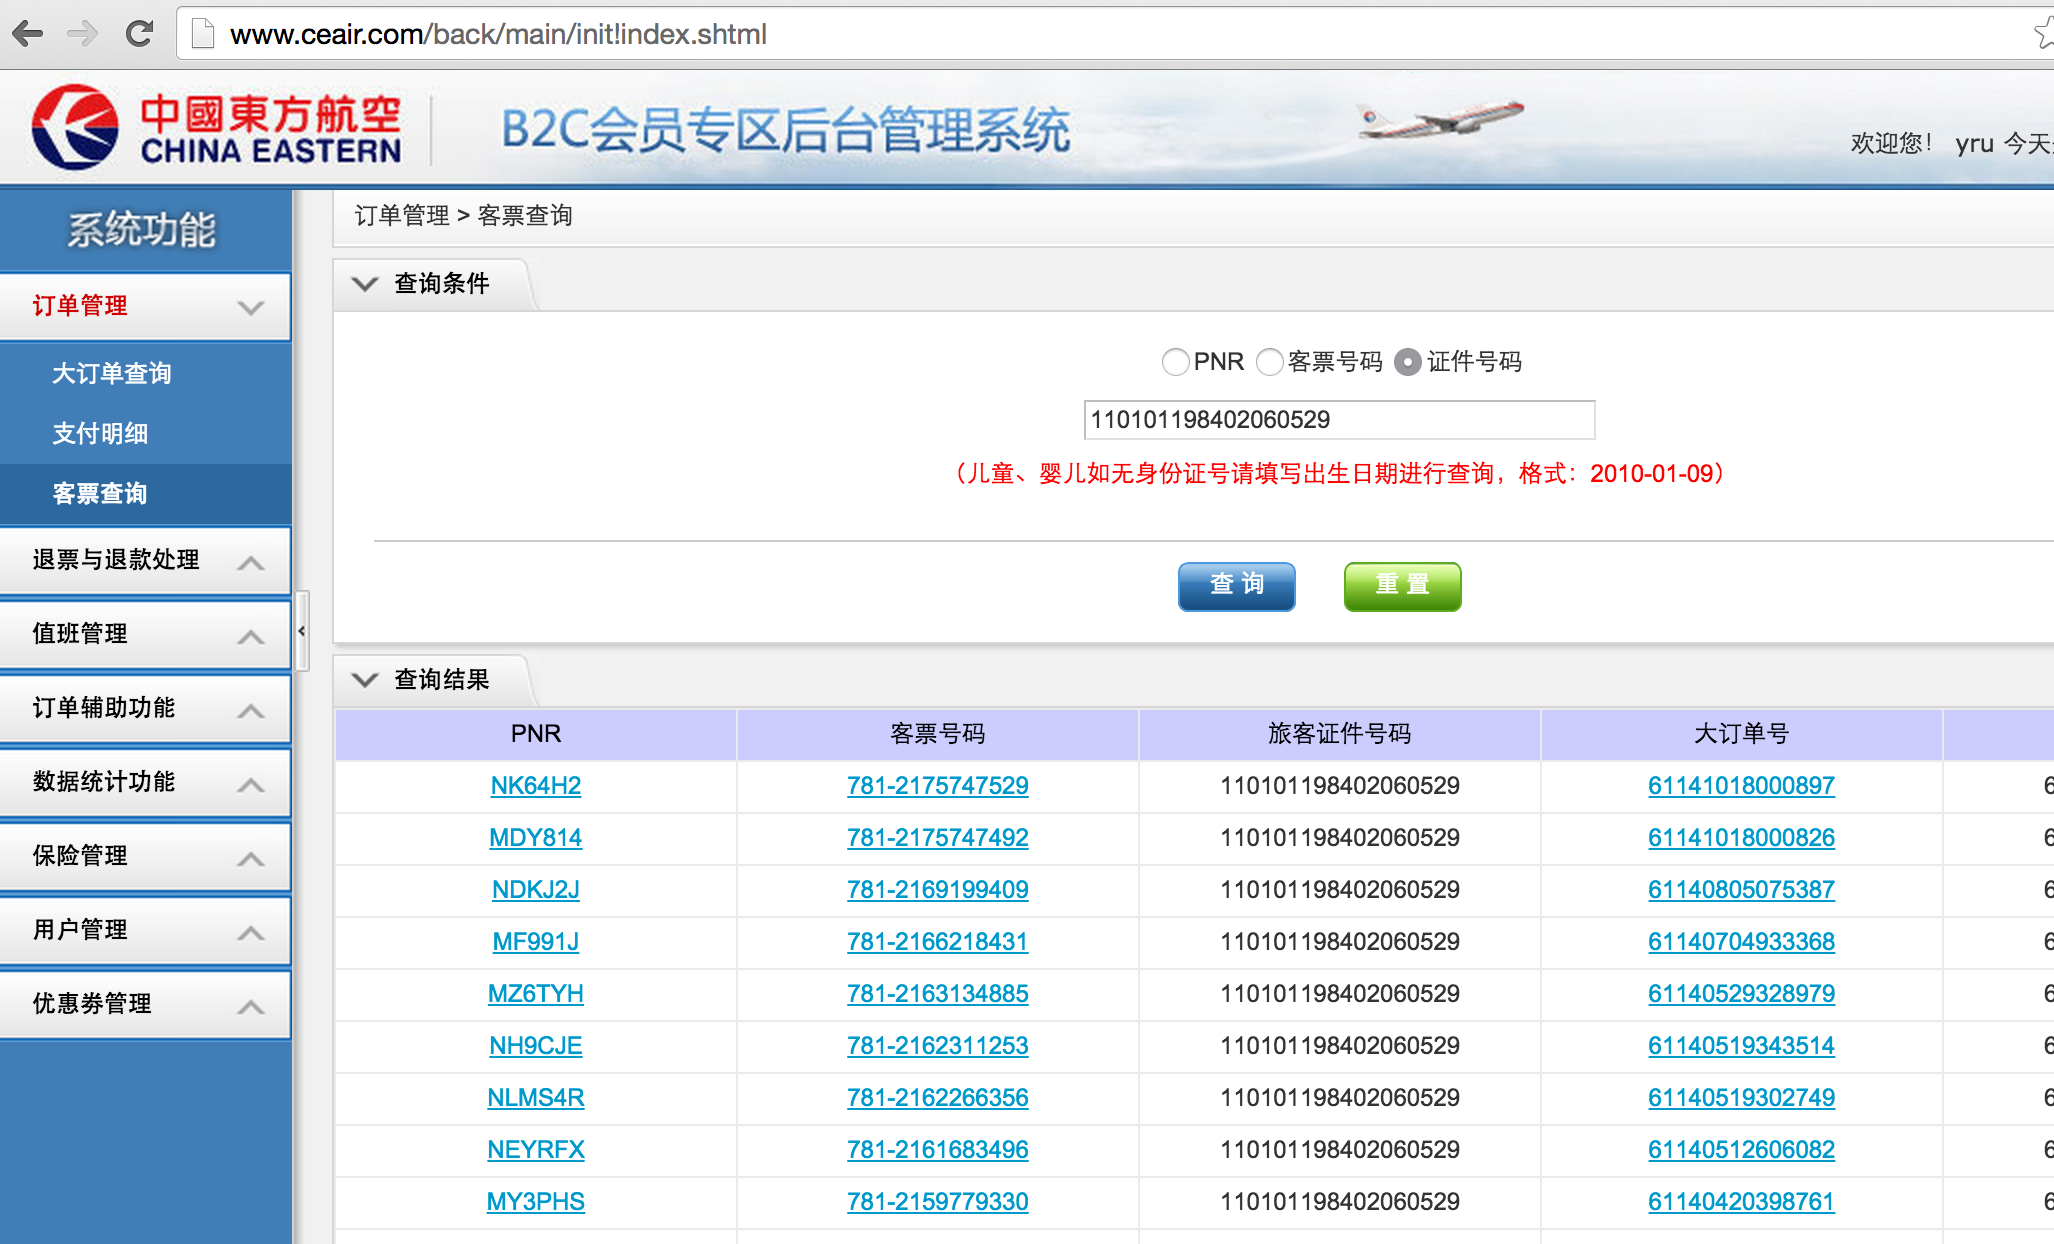 www.ceair.com/back/main/init!index.shtml
中國東方航空
CHINA EASTERN
B2C会员专区后台管理系统
欢迎您! yru 今天
系统功能
订单管理
大订单查询
支付明细
客票查询
退票与退款处理
值班管理
订单辅助功能
数据统计功能
保险管理
用户管理
优惠劵管理
订单管理 > 客票查询
查询条件
PNR 客票号码 证件号码
110101198402060529
（儿童、婴儿如无身份证号请填写出生日期进行查询，格式：2010-01-09）
查 询 重 置
查询结果
PNR 客票号码 旅客证件号码 大订单号
NK64H2 781-2175747529 110101198402060529 61141018000897 6
MDY814 781-2175747492 110101198402060529 61141018000826 6
NDKJ2J 781-2169199409 110101198402060529 61140805075387 6
MF991J 781-2166218431 110101198402060529 61140704933368 6
MZ6TYH 781-2163134885 110101198402060529 61140529328979 6
NH9CJE 781-2162311253 110101198402060529 61140519343514 6
NLMS4R 781-2162266356 110101198402060529 61140519302749 6
NEYRFX 781-2161683496 110101198402060529 61140512606082 6
MY3PHS 781-2159779330 110101198402060529 61140420398761 6